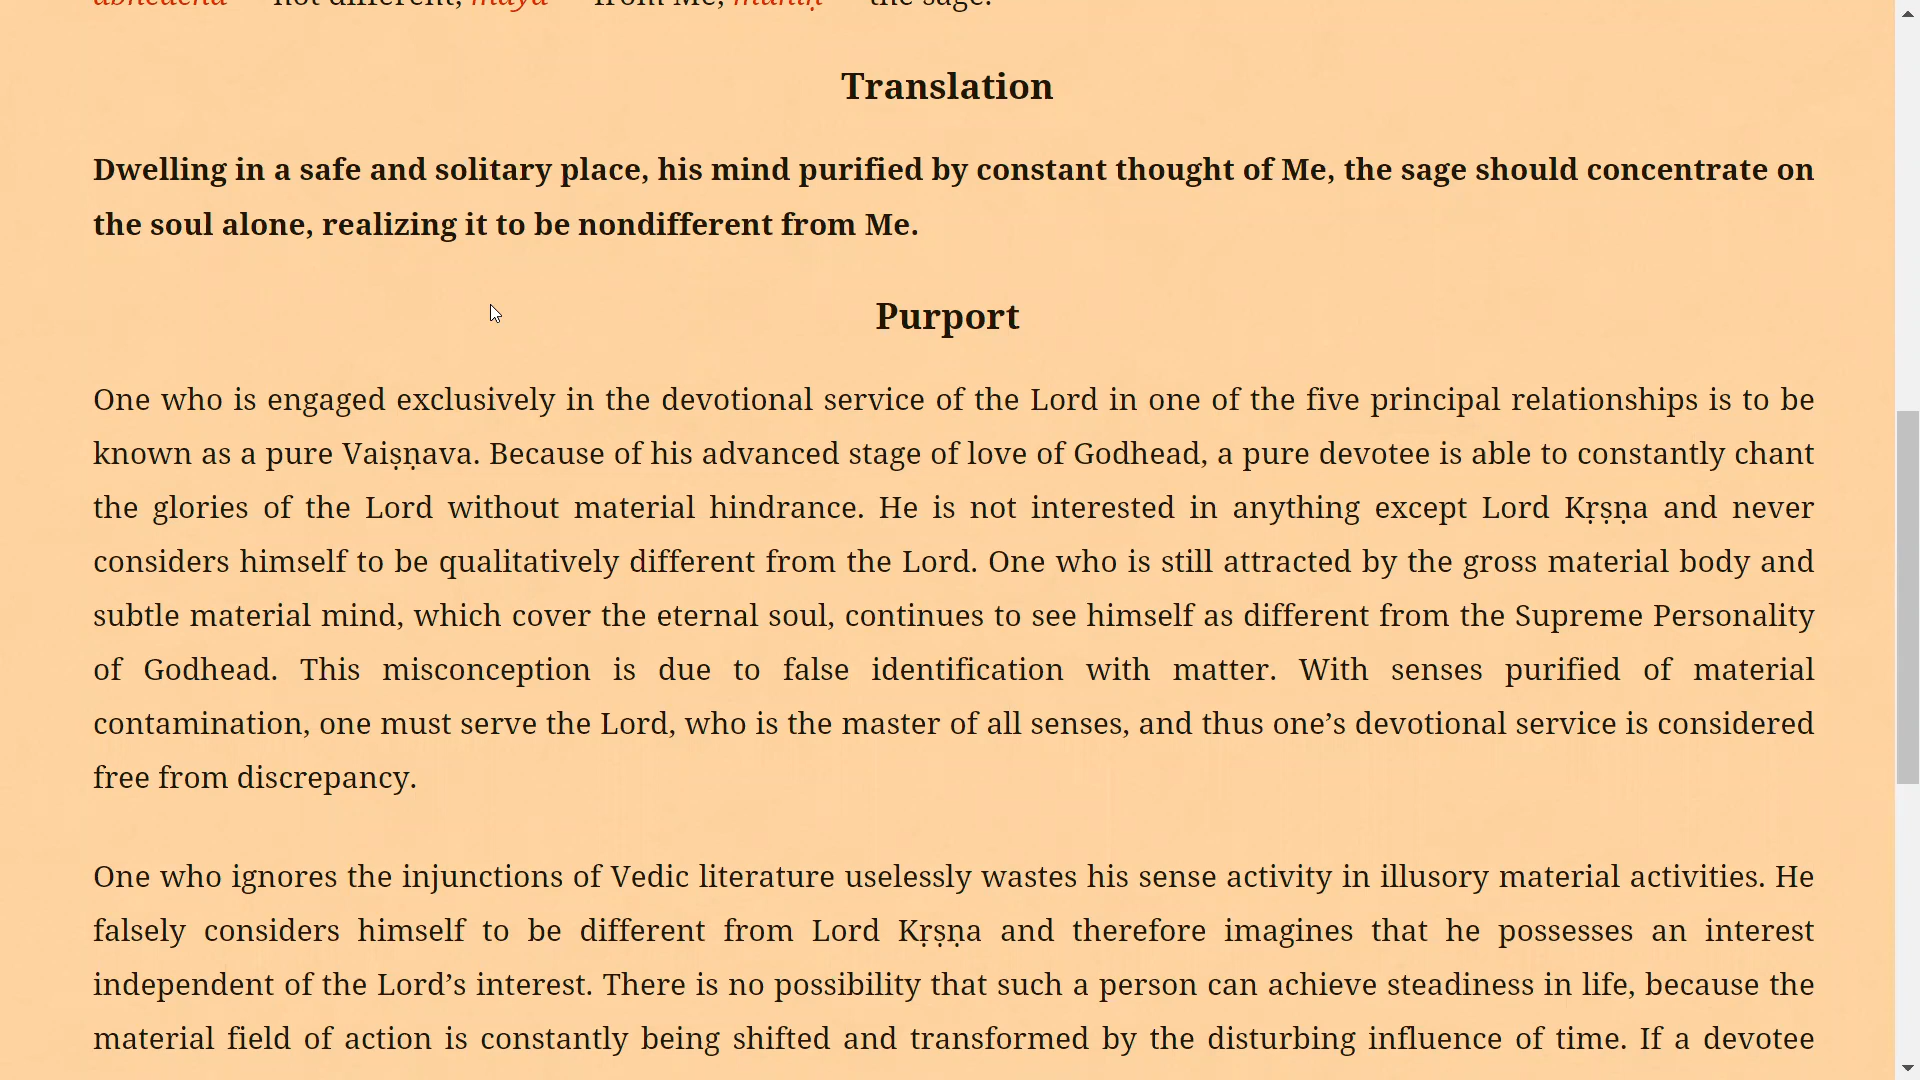 abhedena — not different; mayā — from Me; muniḥ — the sage.
Translation
Dwelling in a safe and solitary place, his mind purified by constant thought of Me, the sage should concentrate on
the soul alone, realizing it to be nondifferent from Me.
Purport
One who is engaged exclusively in the devotional service of the Lord in one of the five principal relationships is to be
known as a pure Vaiṣṇava. Because of his advanced stage of love of Godhead, a pure devotee is able to constantly chant
the glories of the Lord without material hindrance. He is not interested in anything except Lord Kṛṣṇa and never
considers himself to be qualitatively different from the Lord. One who is still attracted by the gross material body and
subtle material mind, which cover the eternal soul, continues to see himself as different from the Supreme Personality
of Godhead. This misconception is due to false identification with matter. With senses purified of material
contamination, one must serve the Lord, who is the master of all senses, and thus one’s devotional service is considered
free from discrepancy.
One who ignores the injunctions of Vedic literature uselessly wastes his sense activity in illusory material activities. He
falsely considers himself to be different from Lord Kṛṣṇa and therefore imagines that he possesses an interest
independent of the Lord’s interest. There is no possibility that such a person can achieve steadiness in life, because the
material field of action is constantly being shifted and transformed by the disturbing influence of time. If a devotee